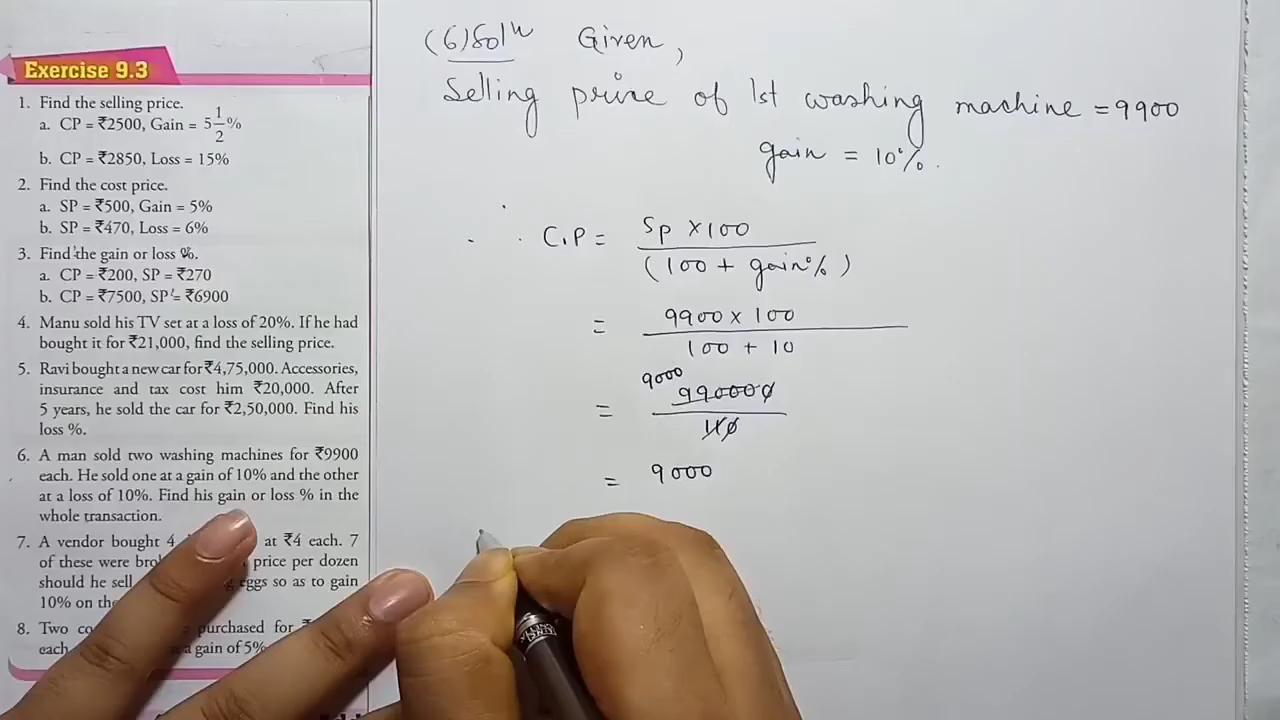 Exercise 9.3
1. Find the selling price.
a. CP = ₹2500, Gain = 5 1/2 %
b. CP = ₹2850, Loss = 15%
2. Find the cost price.
a. SP = ₹500, Gain = 5%
b. SP = ₹470, Loss = 6%
3. Find the gain or loss %.
a. CP = ₹200, SP = ₹270
b. CP = ₹7500, SP = ₹6900
4. Manu sold his TV set at a loss of 20%. If he had
bought it for ₹21,000, find the selling price.
5. Ravi bought a new car for ₹4,75,000. Accessories,
insurance and tax cost him ₹20,000. After
5 years, he sold the car for ₹2,50,000. Find his
loss %.
6. A man sold two washing machines for ₹9900
each. He sold one at a gain of 10% and the other
at a loss of 10%. Find his gain or loss % in the
whole transaction.
7. A vendor bought 4 at ₹4 each. 7
of these were price per dozen
should he sell eggs so as to gain
10% on
8. Two purchased for
each a gain of 5%
(6) Solⁿ Given,
Selling price of 1st washing machine = 9900
gain = 10%.
∴ C.P = SP × 100
(100 + gain%)
= 9900 × 100
100 + 10
9000
= 990000
110
= 9000